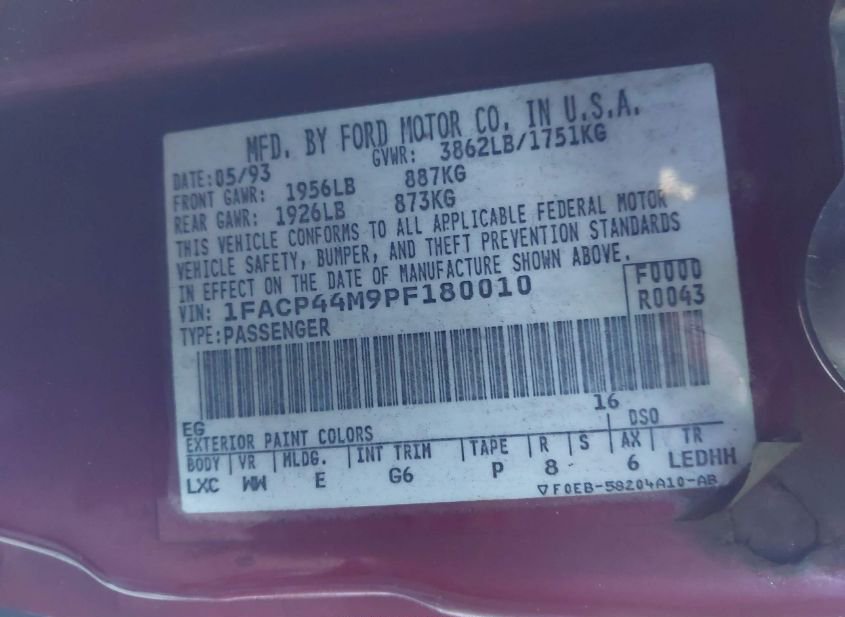 MFD. BY FORD MOTOR CO. IN U.S.A.
DATE:05/93 GVWR: 3862LB/1751KG
FRONT GAWR: 1956LB 887KG
REAR GAWR: 1926LB 873KG
THIS VEHICLE CONFORMS TO ALL APPLICABLE FEDERAL MOTOR
VEHICLE SAFETY, BUMPER, AND THEFT PREVENTION STANDARDS
IN EFFECT ON THE DATE OF MANUFACTURE SHOWN ABOVE.
VIN: 1FACP44M9PF180010 F0000
TYPE:PASSENGER R0043
EG 16
EXTERIOR PAINT COLORS DSO
BODY VR MLDG. INT TRIM TAPE R S AX TR
LXC WW E G6 P 8 6 LEDHH
▽F0EB-58204A10-AB